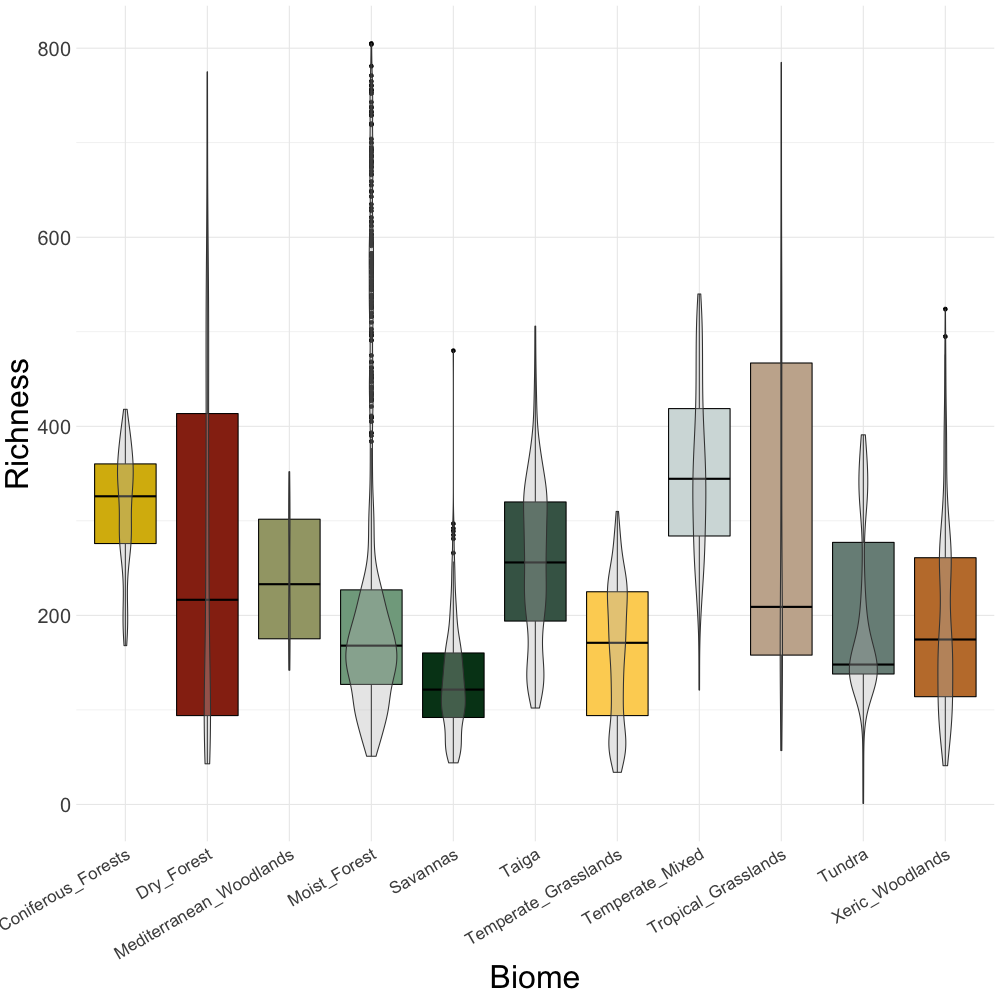 800
600
400
200
0
Richness
Coniferous_Forests
Dry_Forest
Mediterranean_Woodlands
Moist_Forest
Savannas
Taiga
Temperate_Grasslands
Temperate_Mixed
Tropical_Grasslands
Tundra
Xeric_Woodlands
Biome